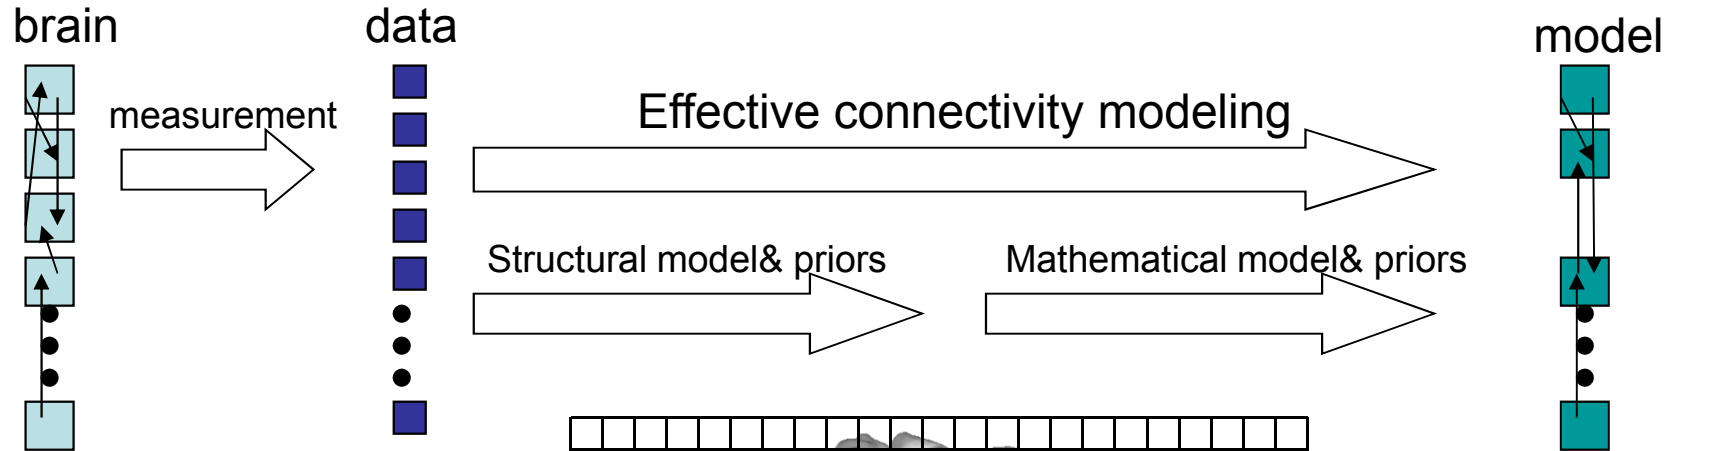 brain
data
model
measurement
Effective connectivity modeling
Structural model& priors
Mathematical model& priors